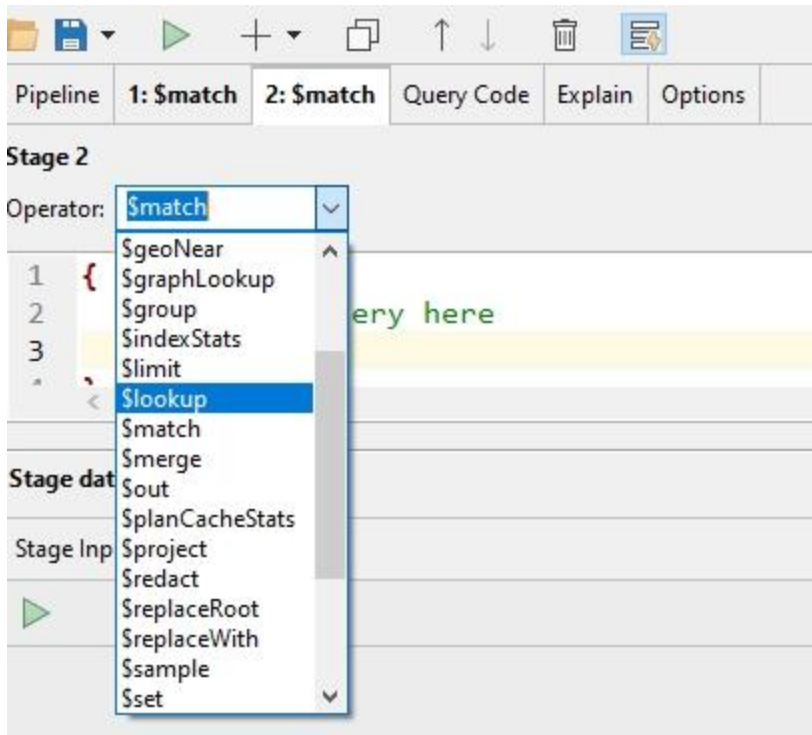 Pipeline 1: $match 2: $match Query Code Explain Options
Stage 2
Operator: $match
$geoNear
1 { $graphLookup
2 $group ery here
$indexStats
3
$limit
$lookup
$match
$merge
Stage dat
$out
$planCacheStats
Stage Inp $project
$redact
$replaceRoot
$replaceWith
$sample
$set